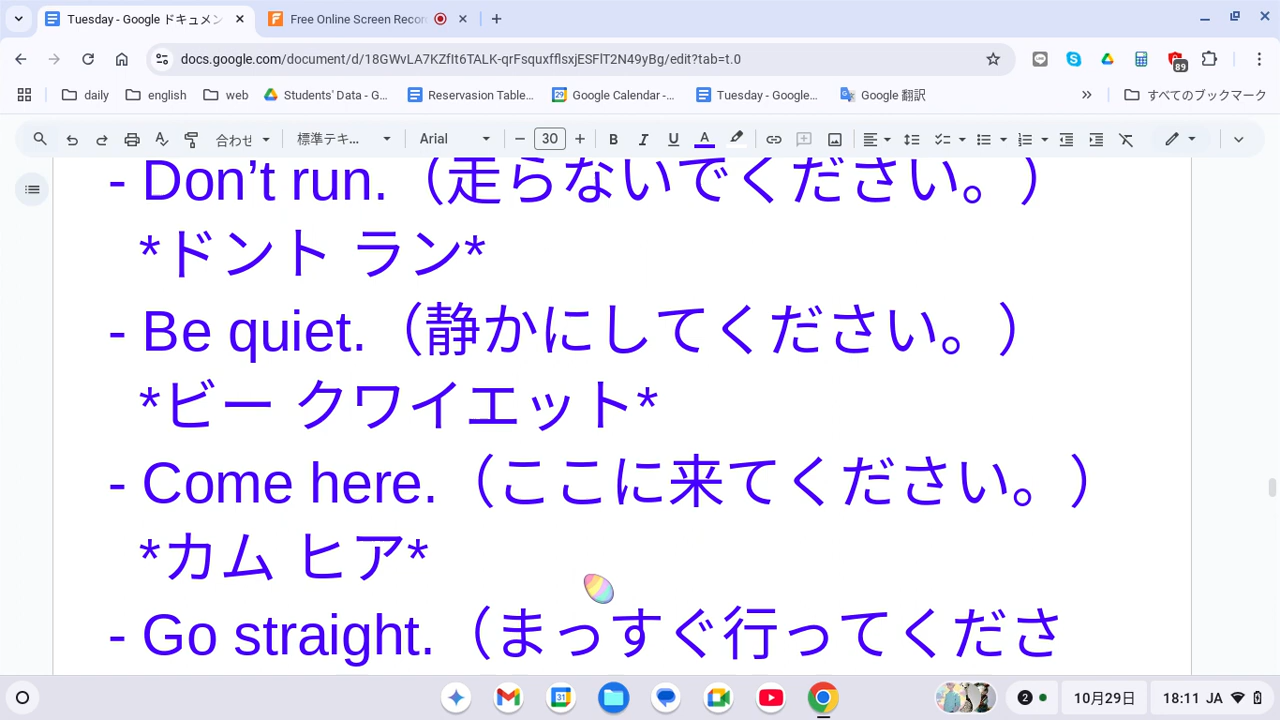 Tuesday - Google ドキュメン
Free Online Screen Recor
docs.google.com/document/d/18GWvLA7KZfIt6TALK-qrFsquxfflsxjESFlT2N49yBg/edit?tab=t.0
89
daily
english
web
Students' Data - G...
Reservasion Table...
Google Calendar -...
Tuesday - Google...
Google 翻訳
すべてのブックマーク
合わせ
標準テキ...
Arial
30
- Don't run.（走らないでください。）
*ドント ラン*
- Be quiet.（静かにしてください。）
*ビー クワイエット*
- Come here.（ここに来てください。）
*カム ヒア*
- Go straight.（まっすぐ行ってくださ
2
10月29日
18:11 JA